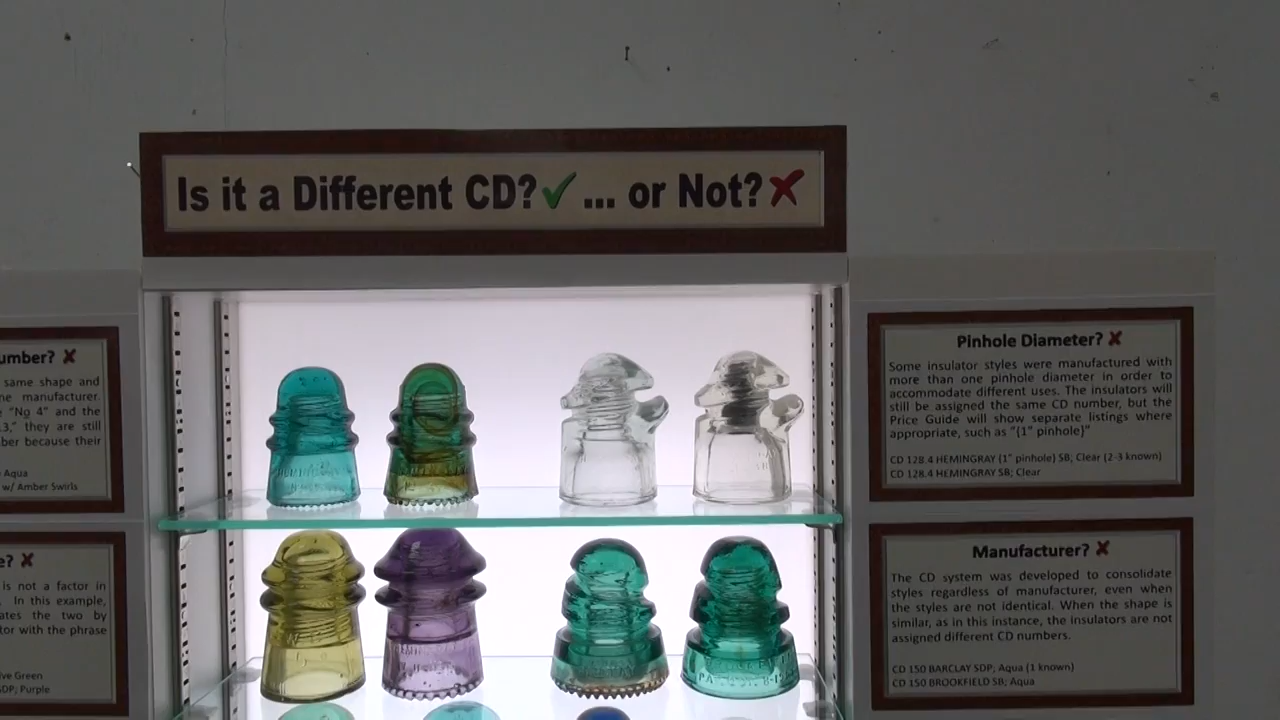 Is it a Different CD? ✓ ... or Not? ✗
umber? ✗
same shape and
ne manufacturer.
"No 4" and the
13," they are still
ber because their
Aqua
w/ Amber Swirls
e? ✗
is not a factor in
In this example,
ates the two by
tor with the phrase
ive Green
SDP; Purple
Pinhole Diameter? ✗
Some insulator styles were manufactured with
more than one pinhole diameter in order to
accommodate different uses. The insulators will
still be assigned the same CD number, but the
Price Guide will show separate listings where
appropriate, such as "(1" pinhole)"
CD 128.4 HEMINGRAY (1" pinhole) SB; Clear (2-3 known)
CD 128.4 HEMINGRAY SB; Clear
Manufacturer? ✗
The CD system was developed to consolidate
styles regardless of manufacturer, even when
the styles are not identical. When the shape is
similar, as in this instance, the insulators are not
assigned different CD numbers.
CD 150 BARCLAY SDP; Aqua (1 known)
CD 150 BROOKFIELD SB; Aqua